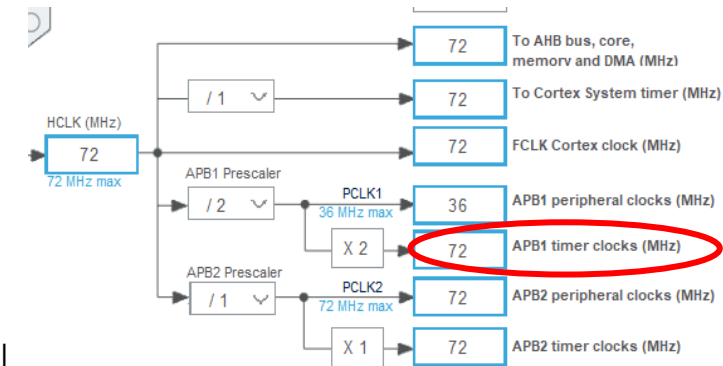 72
To AHB bus, core,
memory and DMA (MHz)
/ 1
72
To Cortex System timer (MHz)
HCLK (MHz)
72
72 MHz max
72
FCLK Cortex clock (MHz)
APB1 Prescaler
/ 2
PCLK1
36 MHz max
36
APB1 peripheral clocks (MHz)
X 2
72
APB1 timer clocks (MHz)
APB2 Prescaler
/ 1
PCLK2
72 MHz max
72
APB2 peripheral clocks (MHz)
X 1
72
APB2 timer clocks (MHz)